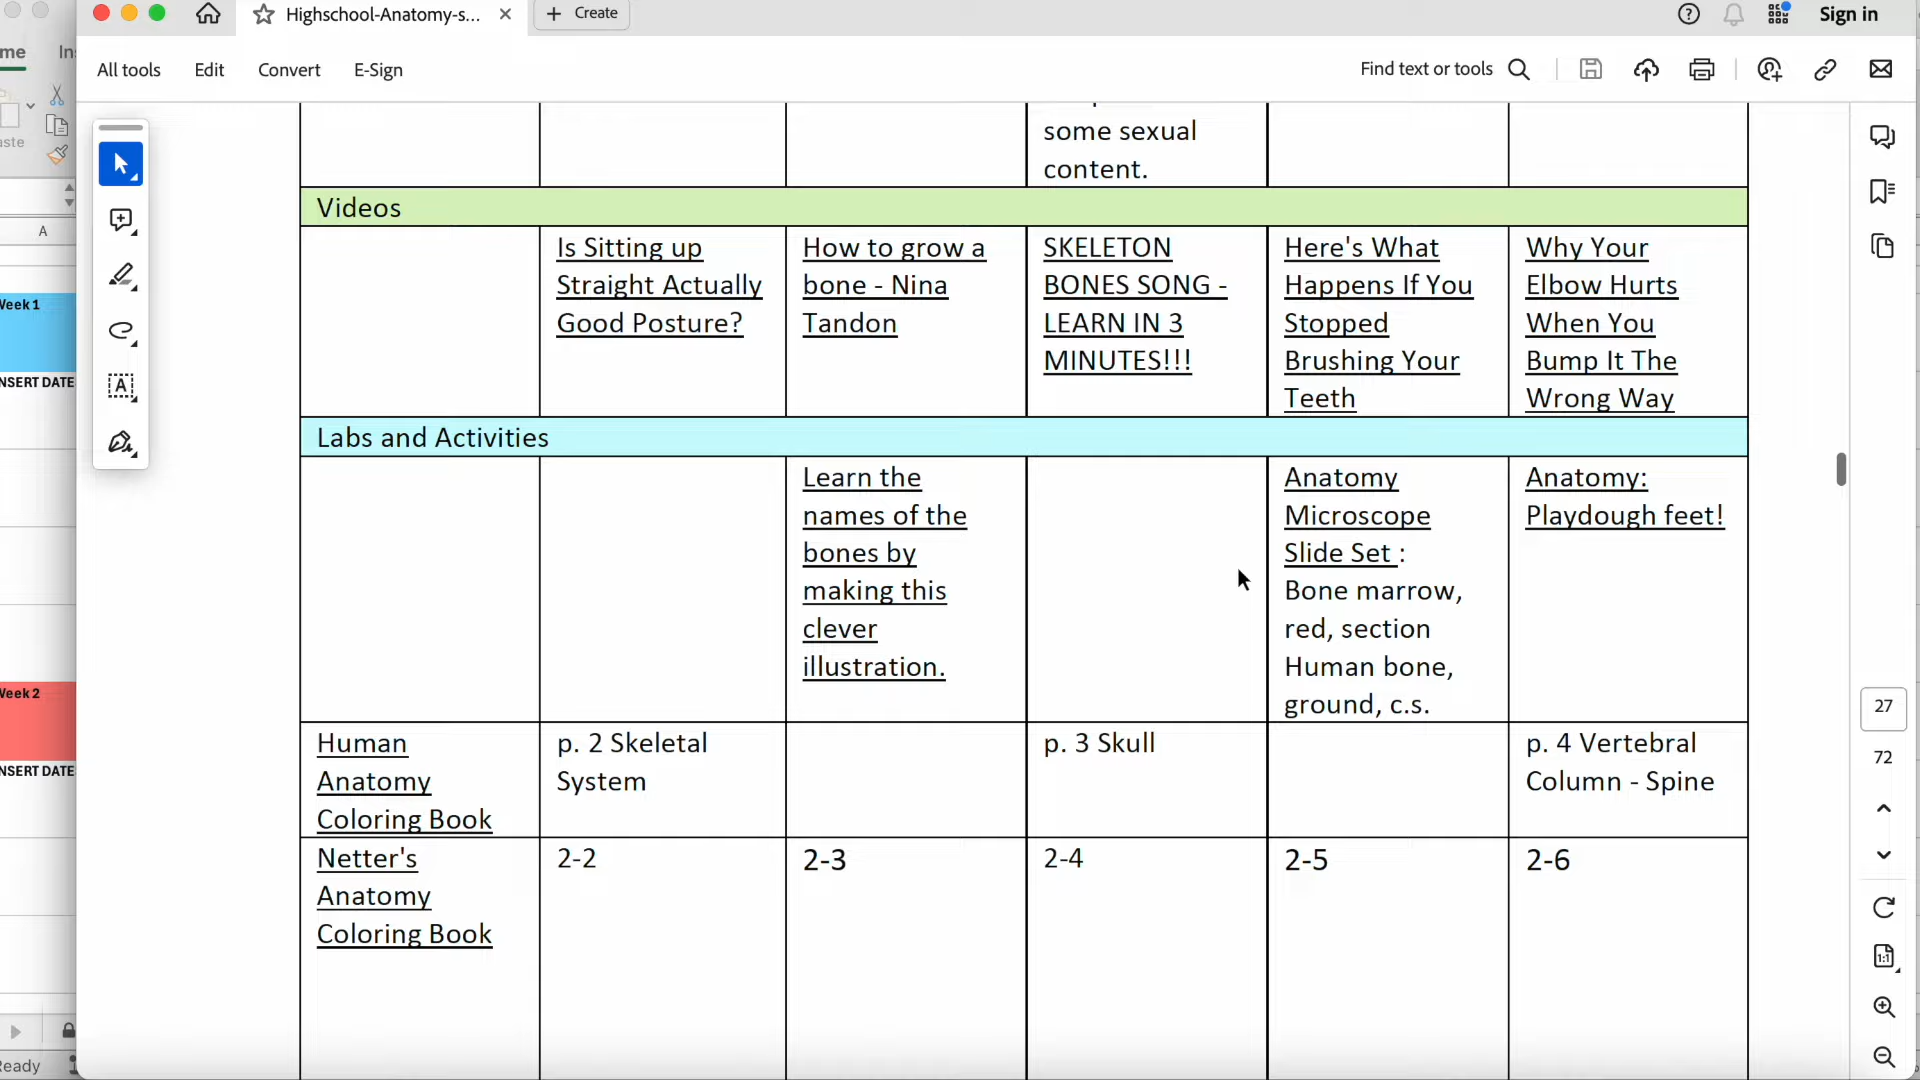 Highschool-Anatomy-s...
Create
Sign in
me
In
All tools
Edit
Convert
E-Sign
Find text or tools
ste
A
Week 1
NSERT DATE
Week 2
NSERT DATE
Ready
some sexual
content.
Videos
Is Sitting up
Straight Actually
Good Posture?
How to grow a
bone - Nina
Tandon
SKELETON
BONES SONG -
LEARN IN 3
MINUTES!!!
Here's What
Happens If You
Stopped
Brushing Your
Teeth
Why Your
Elbow Hurts
When You
Bump It The
Wrong Way
Labs and Activities
Learn the
names of the
bones by
making this
clever
illustration.
Anatomy
Microscope
Slide Set :
Bone marrow,
red, section
Human bone,
ground, c.s.
Anatomy:
Playdough feet!
Human
Anatomy
Coloring Book
p. 2 Skeletal
System
p. 3 Skull
p. 4 Vertebral
Column - Spine
Netter's
Anatomy
Coloring Book
2-2
2-3
2-4
2-5
2-6
27
72